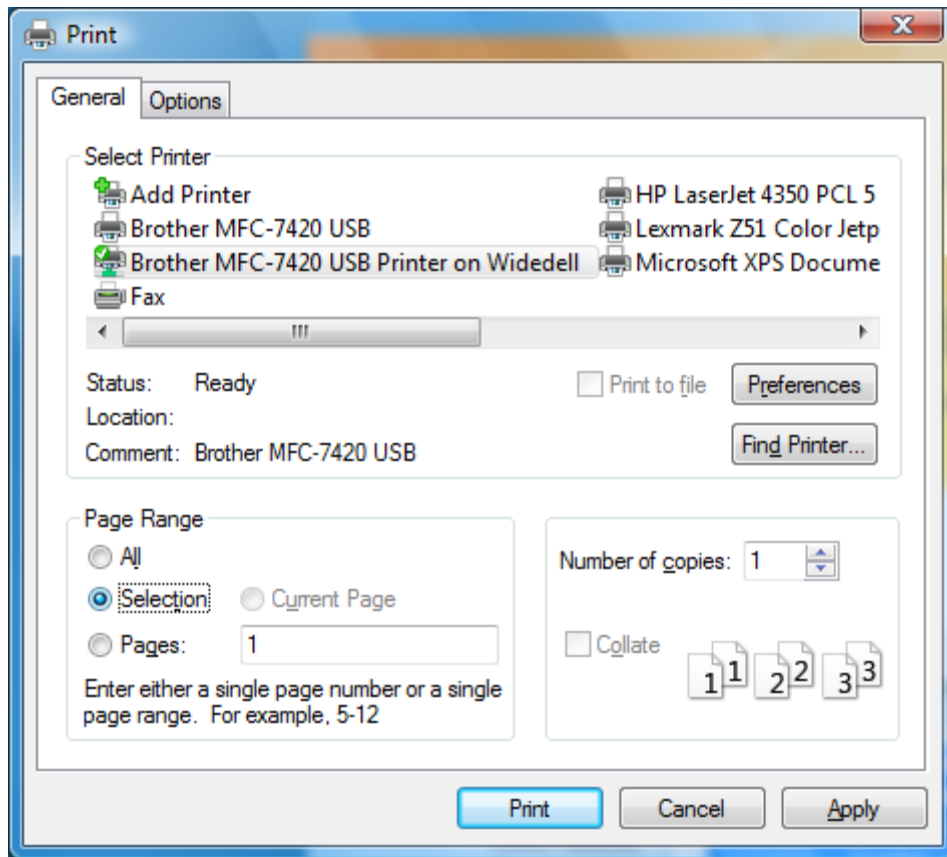 Print
General Options
Select Printer
Add Printer
Brother MFC-7420 USB
Brother MFC-7420 USB Printer on Widedell
Fax
HP LaserJet 4350 PCL 5
Lexmark Z51 Color Jetp
Microsoft XPS Docume
Status: Ready
Print to file
Preferences
Location:
Comment: Brother MFC-7420 USB
Find Printer...
Page Range
All
Selection Current Page
Pages: 1
Enter either a single page number or a single
page range. For example, 5-12
Number of copies: 1
Collate
1 1 2 2 3 3
Print Cancel Apply